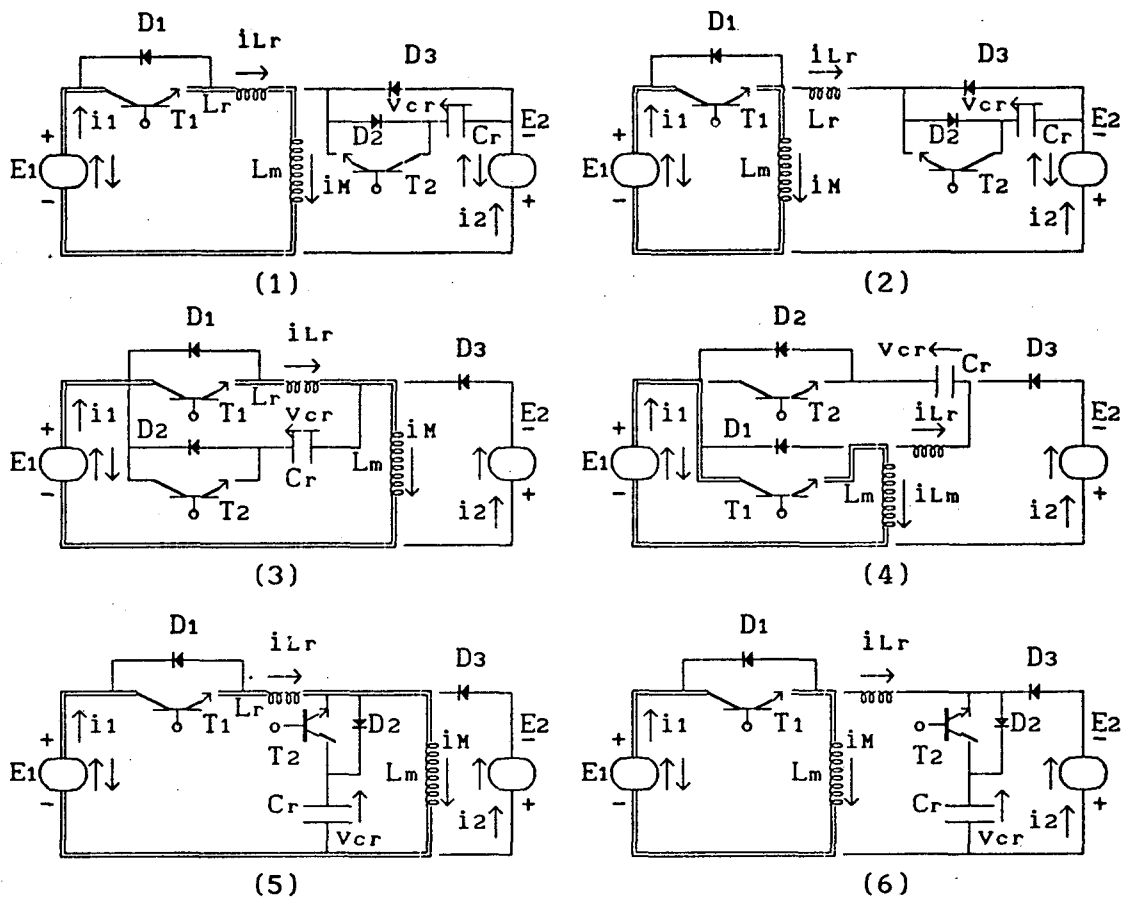 D1
iLr
D3
i1
T1
Lr
Vcr
D2
Cr
E2
+
−
E1
−
+
Lm
iM
T2
i2
(1)
D1
iLr
D3
i1
T1
Lr
Vcr
D2
Cr
E2
+
−
E1
−
+
Lm
iM
T2
i2
(2)
D1
iLr
D3
i1
T1
Lr
Vcr
D2
Cr
E2
+
−
E1
−
+
Lm
iM
T2
i2
(3)
D2
Vcr
Cr
D3
i1
T2
iLr
D1
E2
+
−
E1
−
+
Lm
iLm
T1
i2
(4)
D1
iLr
D3
i1
T1
Lr
D2
T2
iM
E2
+
−
E1
−
+
Lm
Cr
Vcr
i2
(5)
D1
iLr
D3
i1
T1
D2
T2
iM
E2
+
−
E1
−
+
Lm
Cr
Vcr
i2
(6)